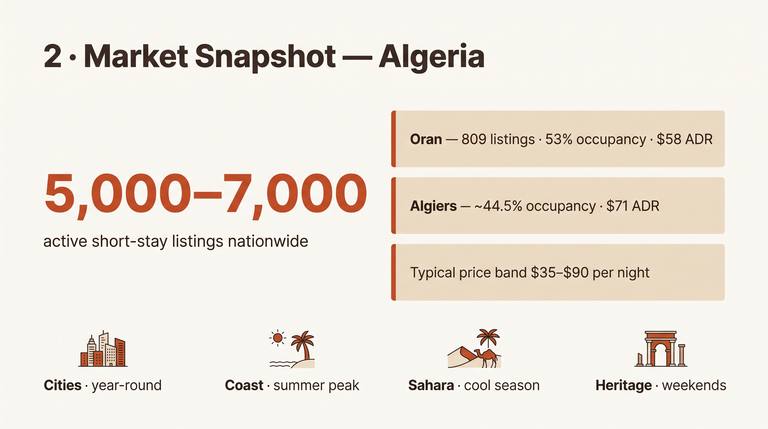 2 · Market Snapshot — Algeria
5,000–7,000
active short-stay listings nationwide
Oran — 809 listings · 53% occupancy · $58 ADR
Algiers — ~44.5% occupancy · $71 ADR
Typical price band $35–$90 per night
Cities · year-round
Coast · summer peak
Sahara · cool season
Heritage · weekends